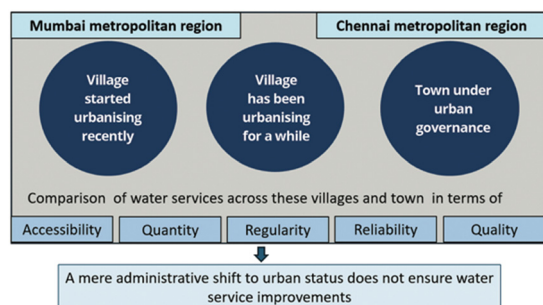 Mumbai metropolitan region
Chennai metropolitan region
Village
started
urbanising
recently
Village
has been
urbanising
for a while
Town under
urban
governance
Comparison of water services across these villages and town in terms of
Accessibility
Quantity
Regularity
Reliability
Quality
A mere administrative shift to urban status does not ensure water
service improvements